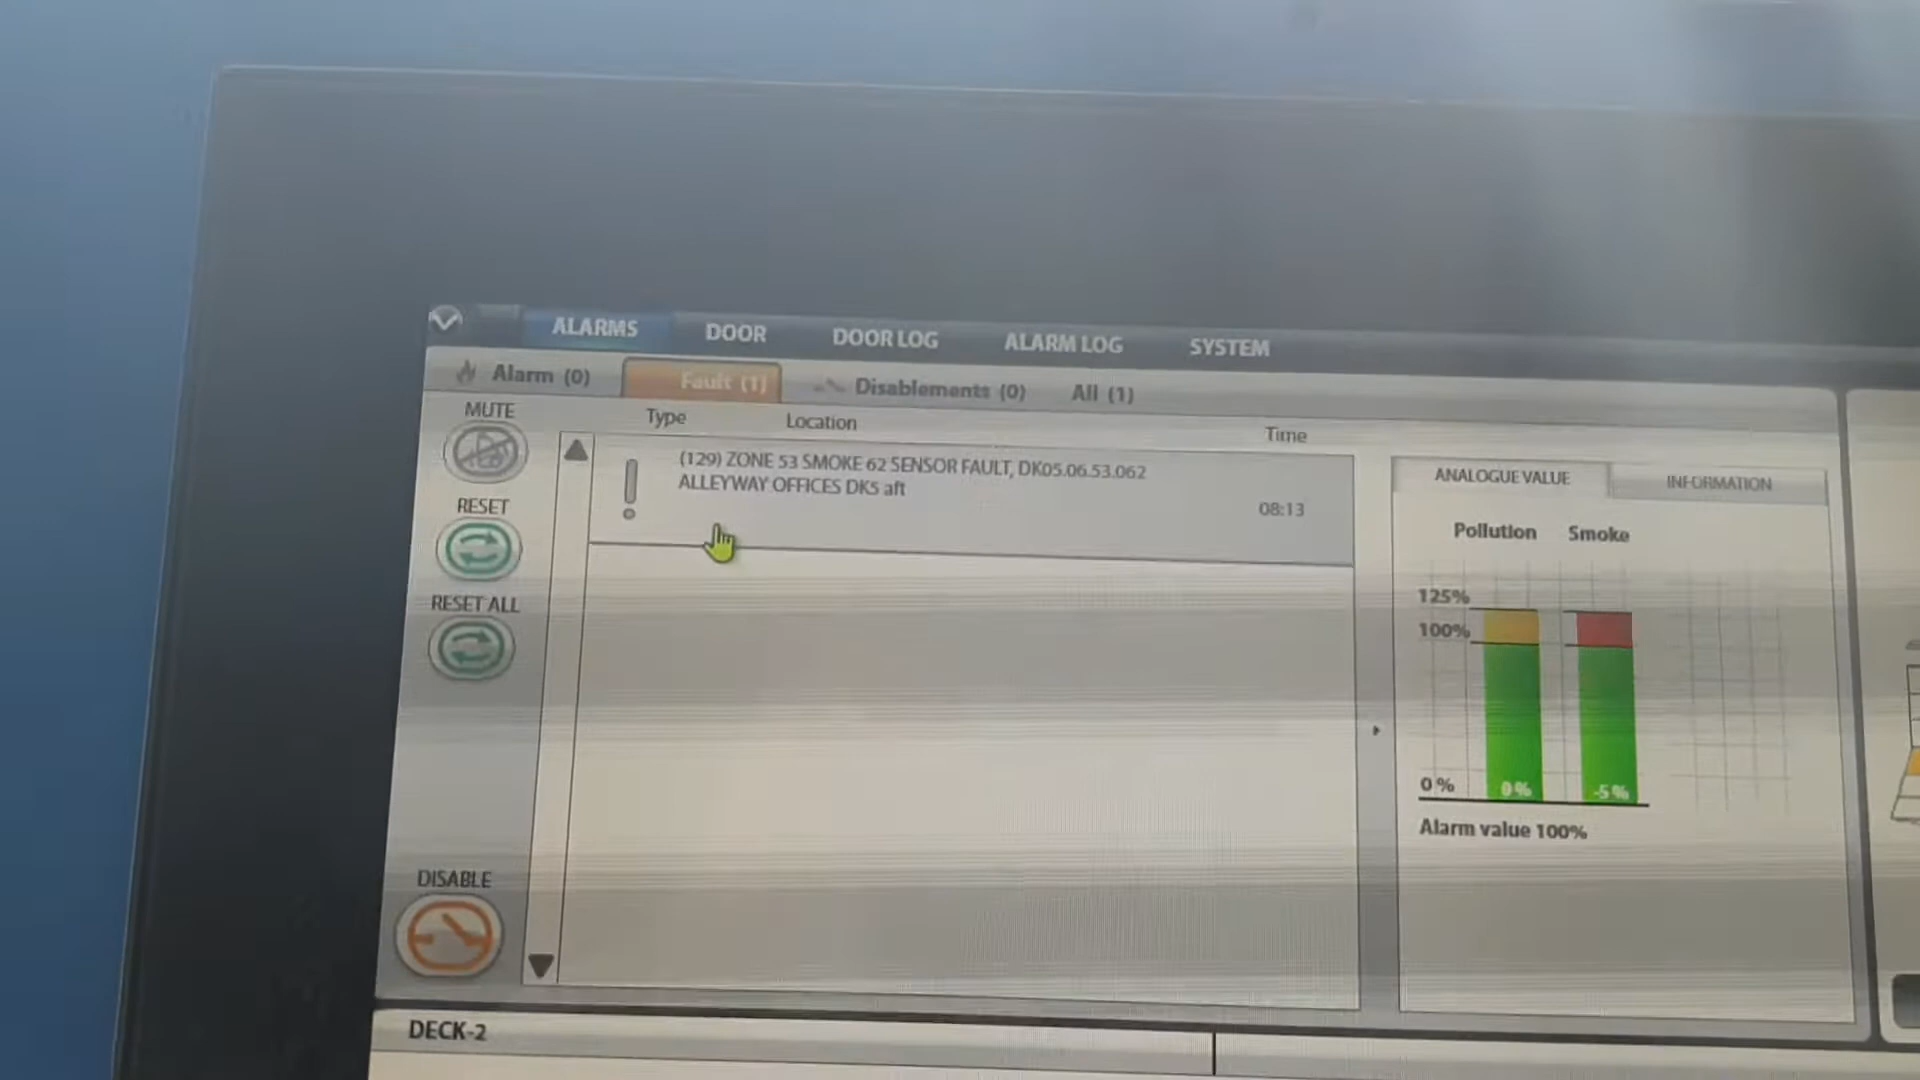 ALARMS DOOR DOOR LOG ALARM LOG SYSTEM
Alarm (0) Fault (1) Disablements (0) All (1)
MUTE
Type Location Time
(129) ZONE 53 SMOKE 62 SENSOR FAULT, DK05.06.53.062
ALLEYWAY OFFICES DK5 aft
08:13
RESET
RESET ALL
DISABLE
ANALOGUE VALUE INFORMATION
Pollution Smoke
125%
100%
0% 0% -5%
Alarm value 100%
DECK-2